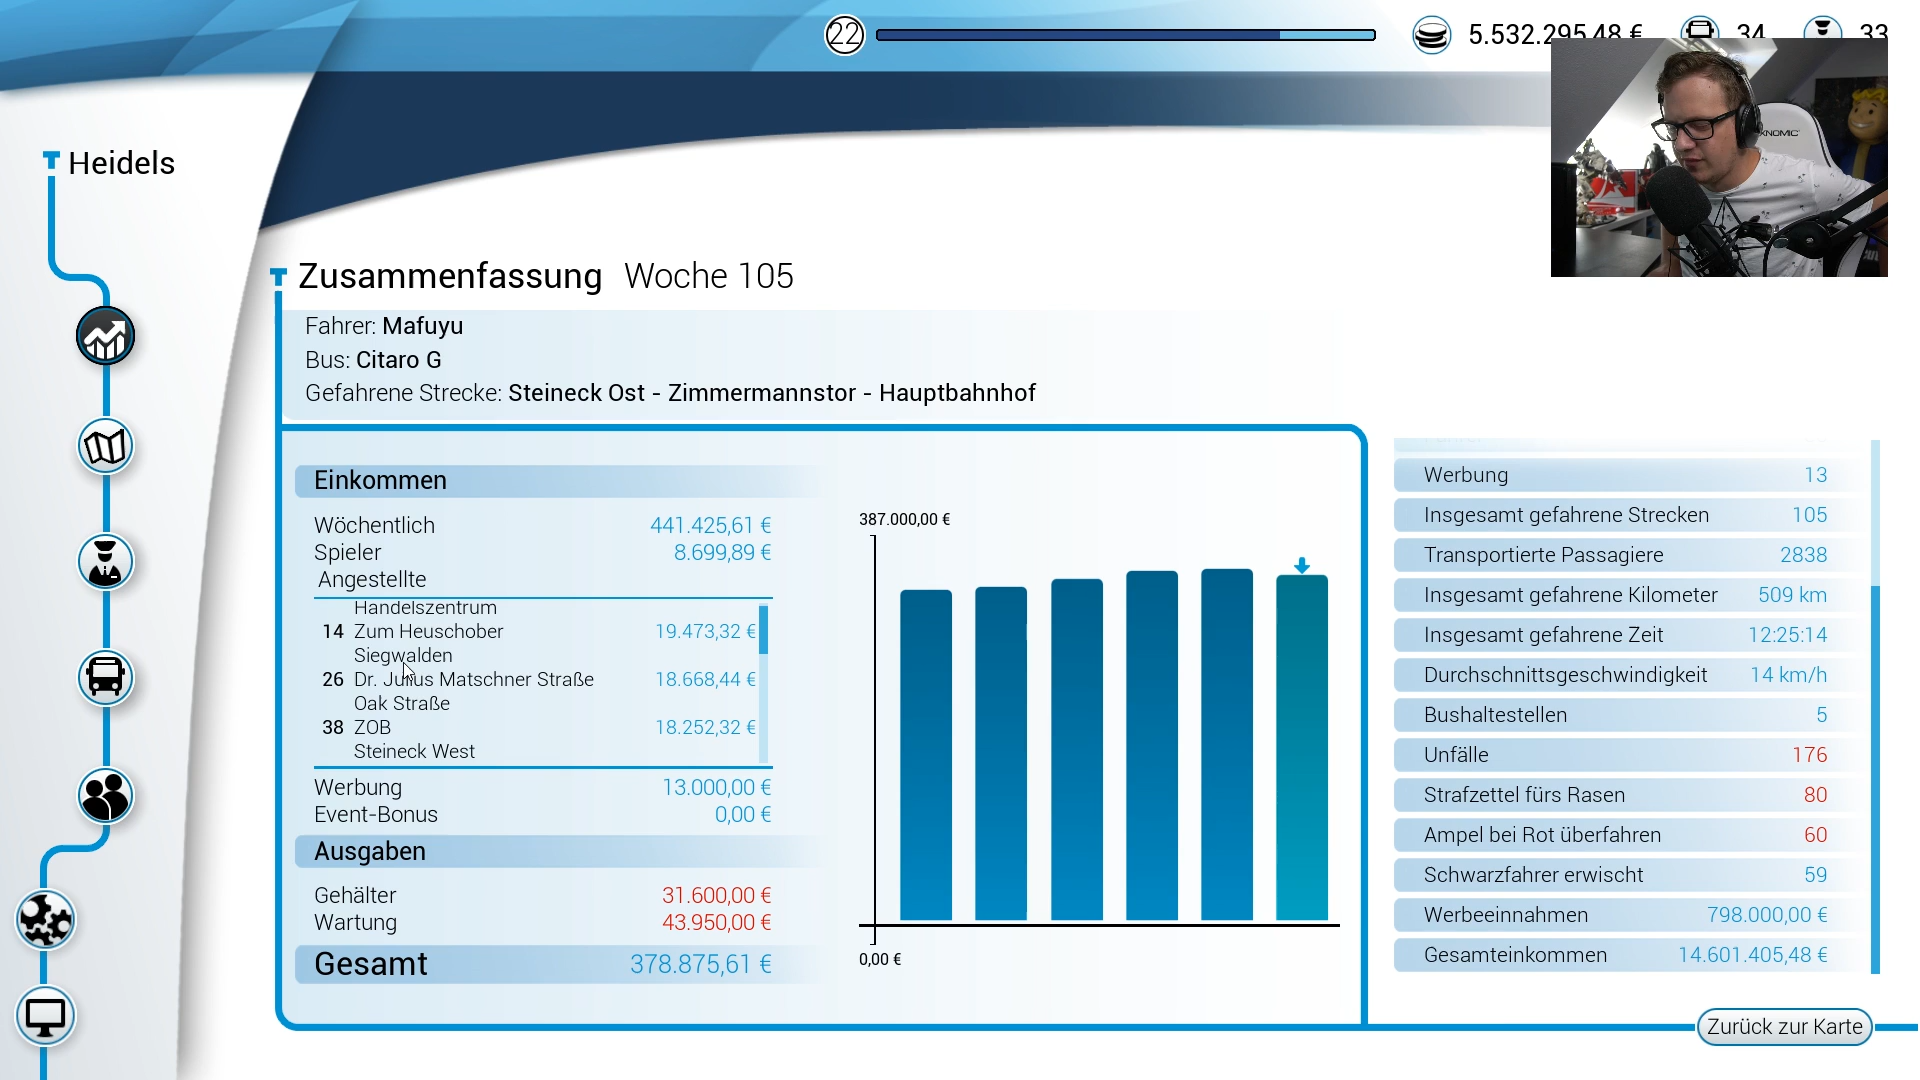 22
5.532.295,48 €
34
33
Heidels
Zusammenfassung Woche 105
Fahrer: Mafuyu
Bus: Citaro G
Gefahrene Strecke: Steineck Ost - Zimmermannstor - Hauptbahnhof
Einkommen
Wöchentlich 441.425,61 €
Spieler 8.699,89 €
Angestellte
Handelszentrum
14 Zum Heuschober 19.473,32 €
Siegwalden
26 Dr. Julius Matschner Straße 18.668,44 €
Oak Straße
38 ZOB 18.252,32 €
Steineck West
Werbung 13.000,00 €
Event-Bonus 0,00 €
Ausgaben
Gehälter 31.600,00 €
Wartung 43.950,00 €
Gesamt 378.875,61 €
387.000,00 €
0,00 €
Werbung 13
Insgesamt gefahrene Strecken 105
Transportierte Passagiere 2838
Insgesamt gefahrene Kilometer 509 km
Insgesamt gefahrene Zeit 12:25:14
Durchschnittsgeschwindigkeit 14 km/h
Bushaltestellen 5
Unfälle 176
Strafzettel fürs Rasen 80
Ampel bei Rot überfahren 60
Schwarzfahrer erwischt 59
Werbeeinnahmen 798.000,00 €
Gesamteinkommen 14.601.405,48 €
Zurück zur Karte